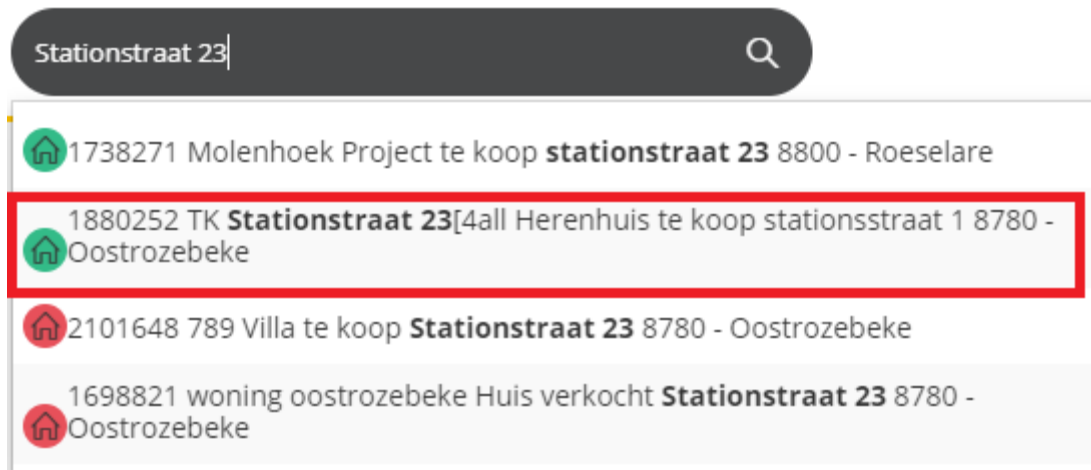 Stationstraat 23
1738271 Molenhoek Project te koop stationstraat 23 8800 - Roeselare
1880252 TK Stationstraat 23[4all Herenhuis te koop stationsstraat 1 8780 -
Oostrozebeke
2101648 789 Villa te koop Stationstraat 23 8780 - Oostrozebeke
1698821 woning oostrozebeke Huis verkocht Stationstraat 23 8780 -
Oostrozebeke